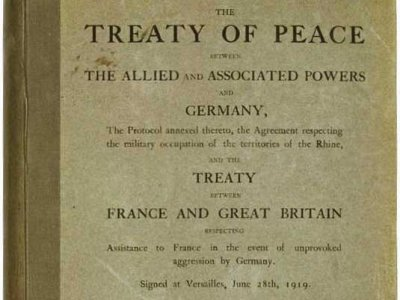 THE
TREATY OF PEACE
BETWEEN
THE ALLIED AND ASSOCIATED POWERS
AND
GERMANY,
The Protocol annexed thereto, the Agreement respecting
the military occupation of the territories of the Rhine,
AND THE
TREATY
BETWEEN
FRANCE AND GREAT BRITAIN
RESPECTING
Assistance to France in the event of unprovoked
aggression by Germany.
Signed at Versailles, June 28th, 1919.